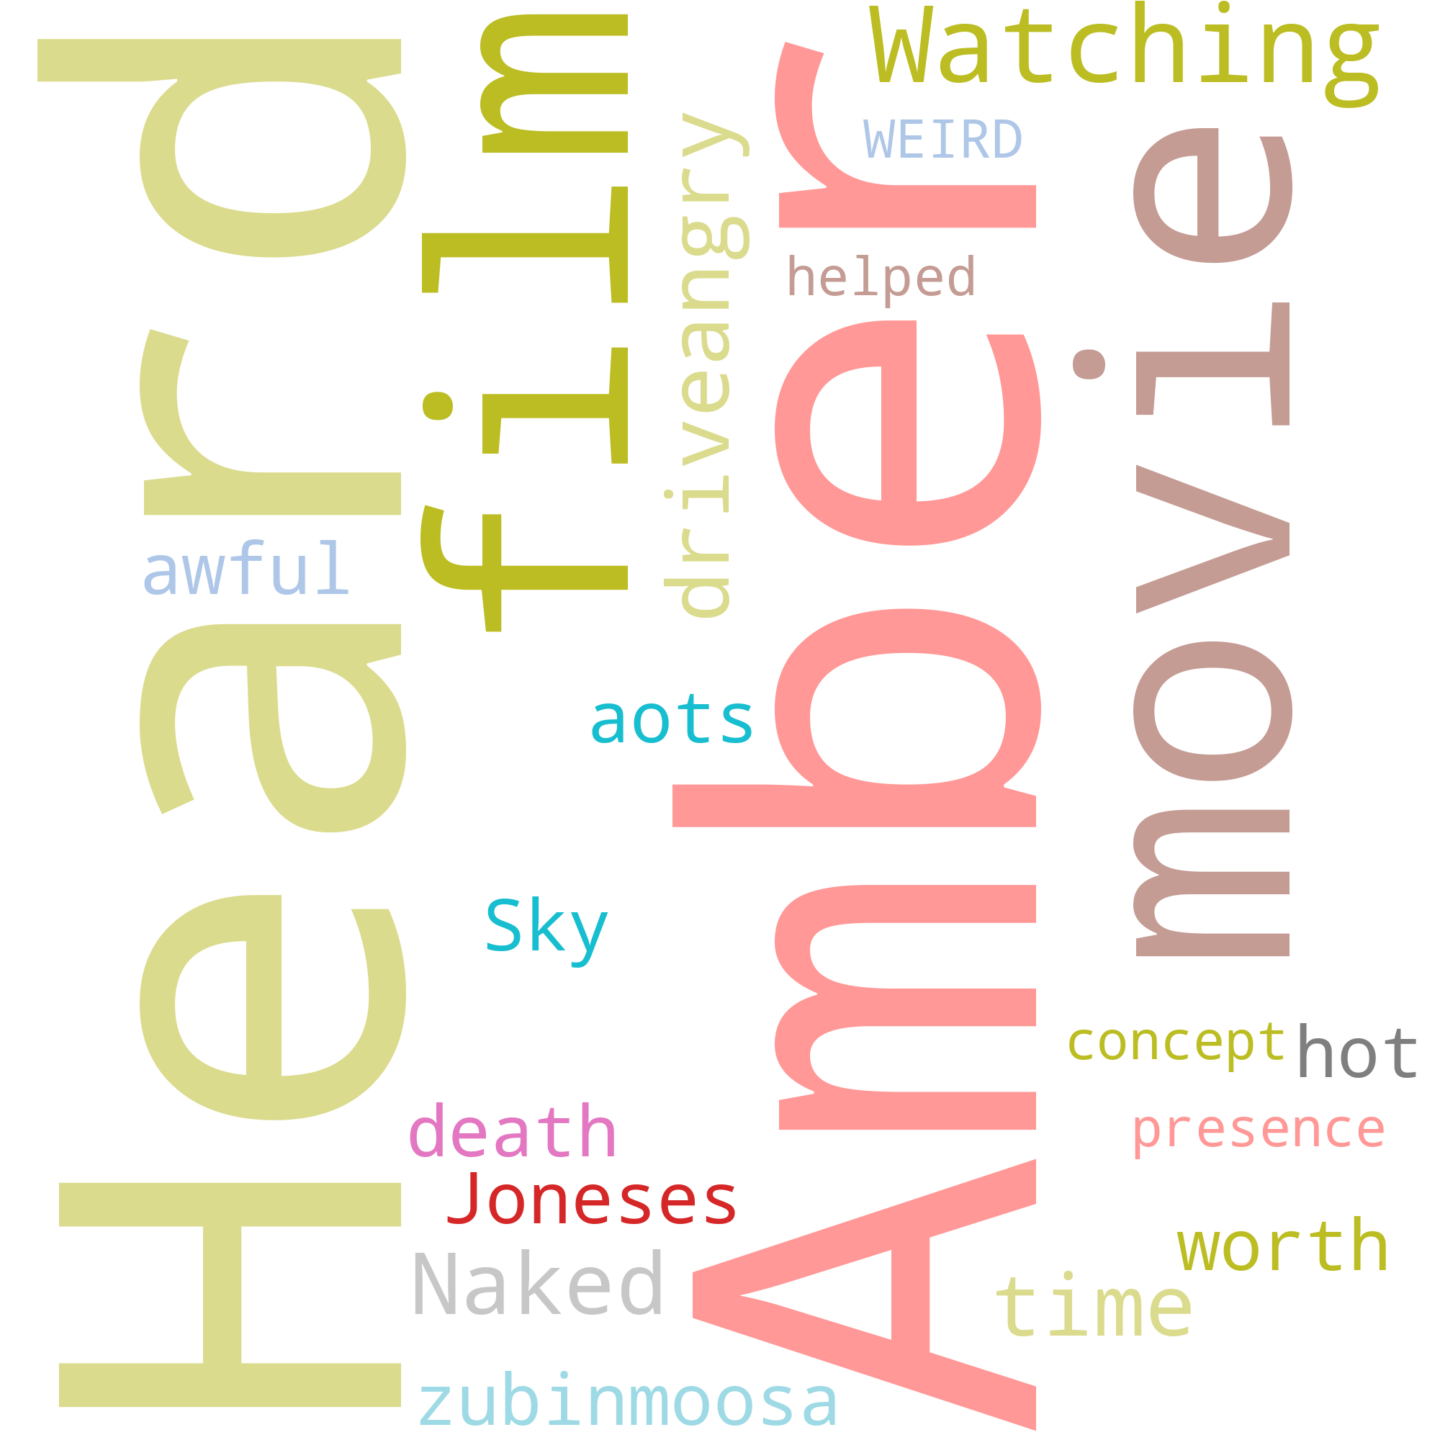 Heard
film
Watching
WEIRD
driveangry
helped
Amber
movie
awful
aots
Sky
concept
hot
death
presence
Joneses
worth
Naked
time
zubinmoosa